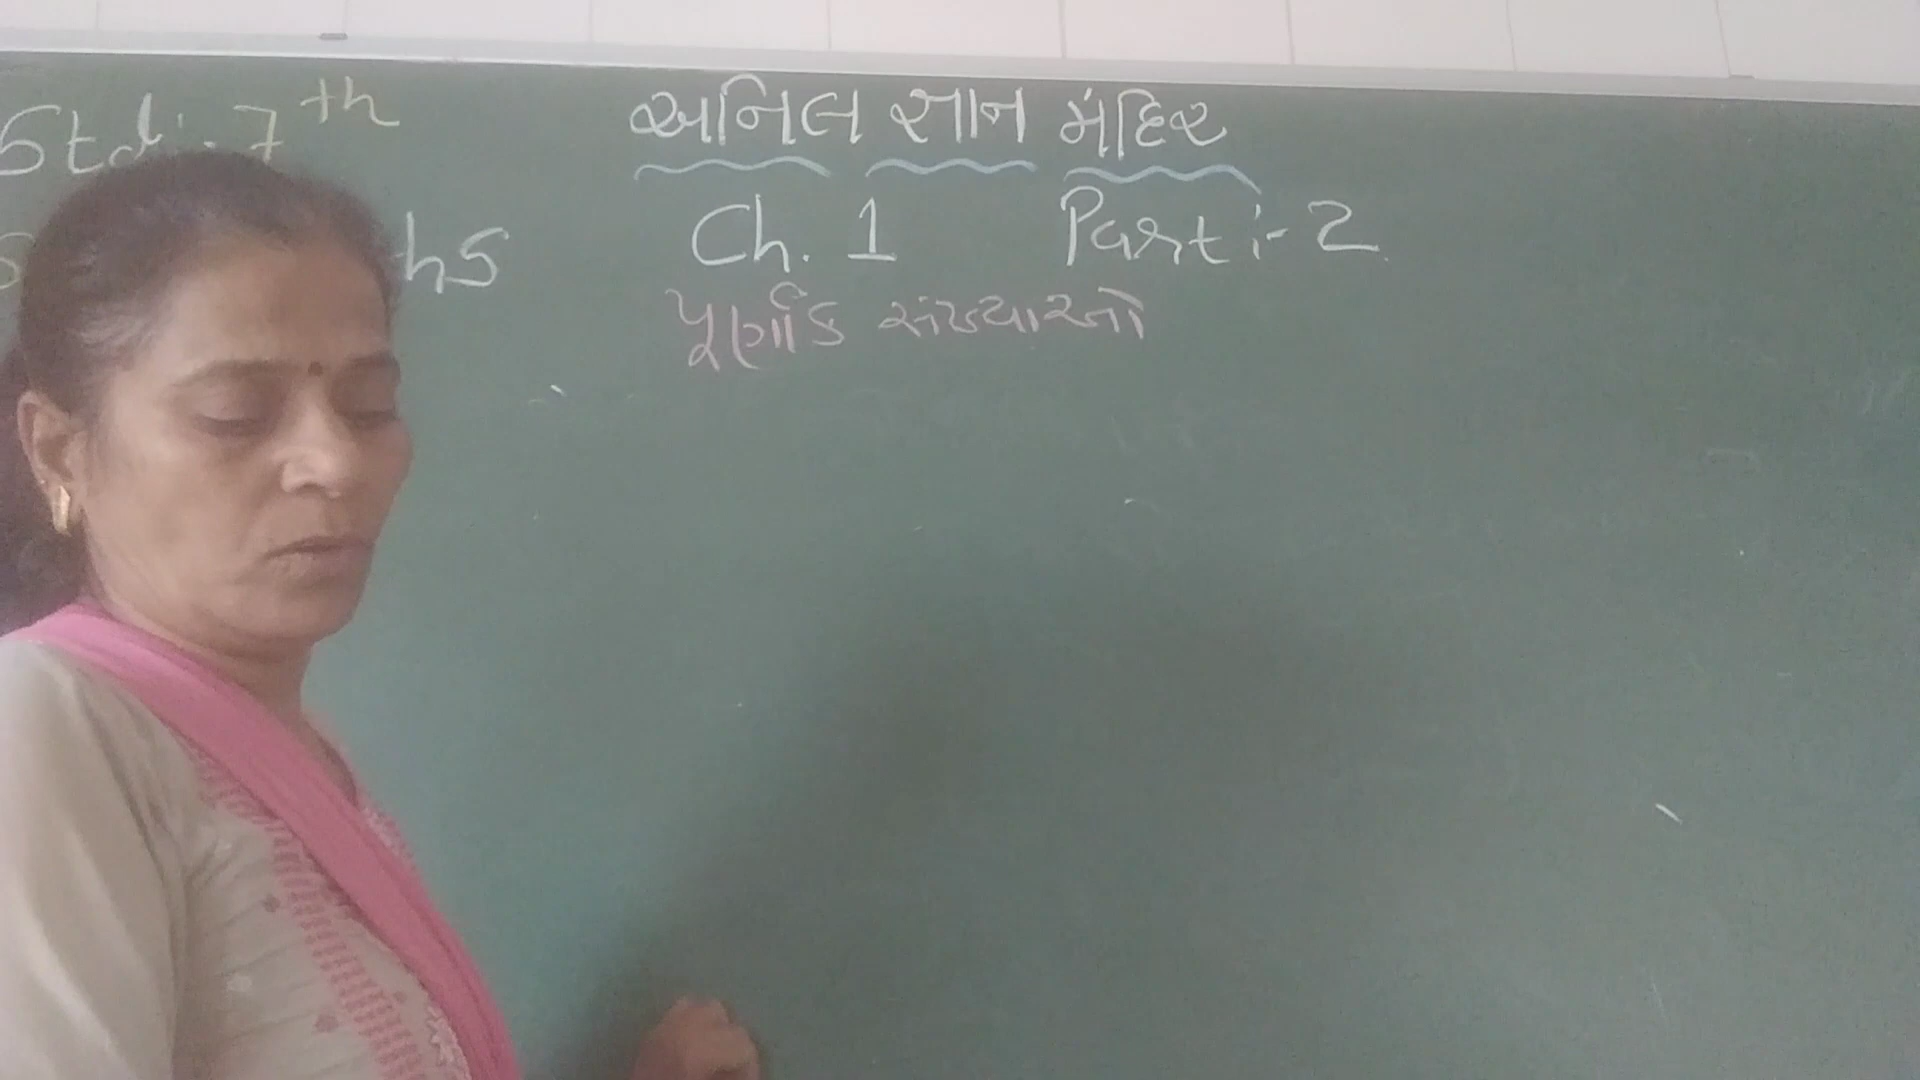 Std :- 7th
અનિલ જ્ઞાન મંદિર
hs
Ch. 1 Part :- 2
પૂર્ણાંક સંખ્યાઓ